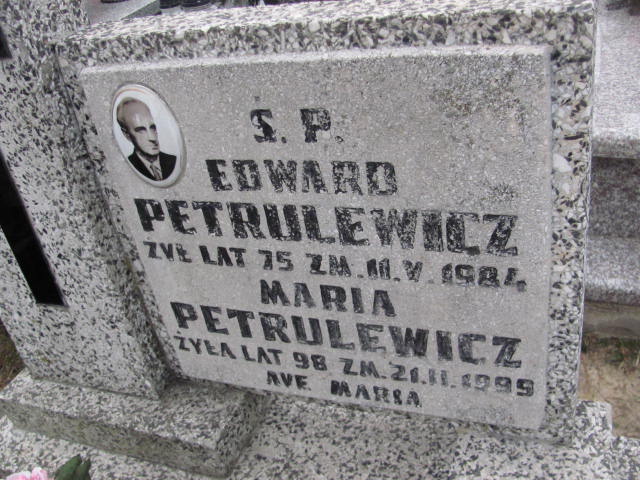 Ś. P.
EDWARD
PETRULEWICZ
ŻYŁ LAT 75 ZM. 11. V. 1984
MARIA
PETRULEWICZ
ŻYŁA LAT 98 ZM. 21. 11. 1999
AVE MARIA